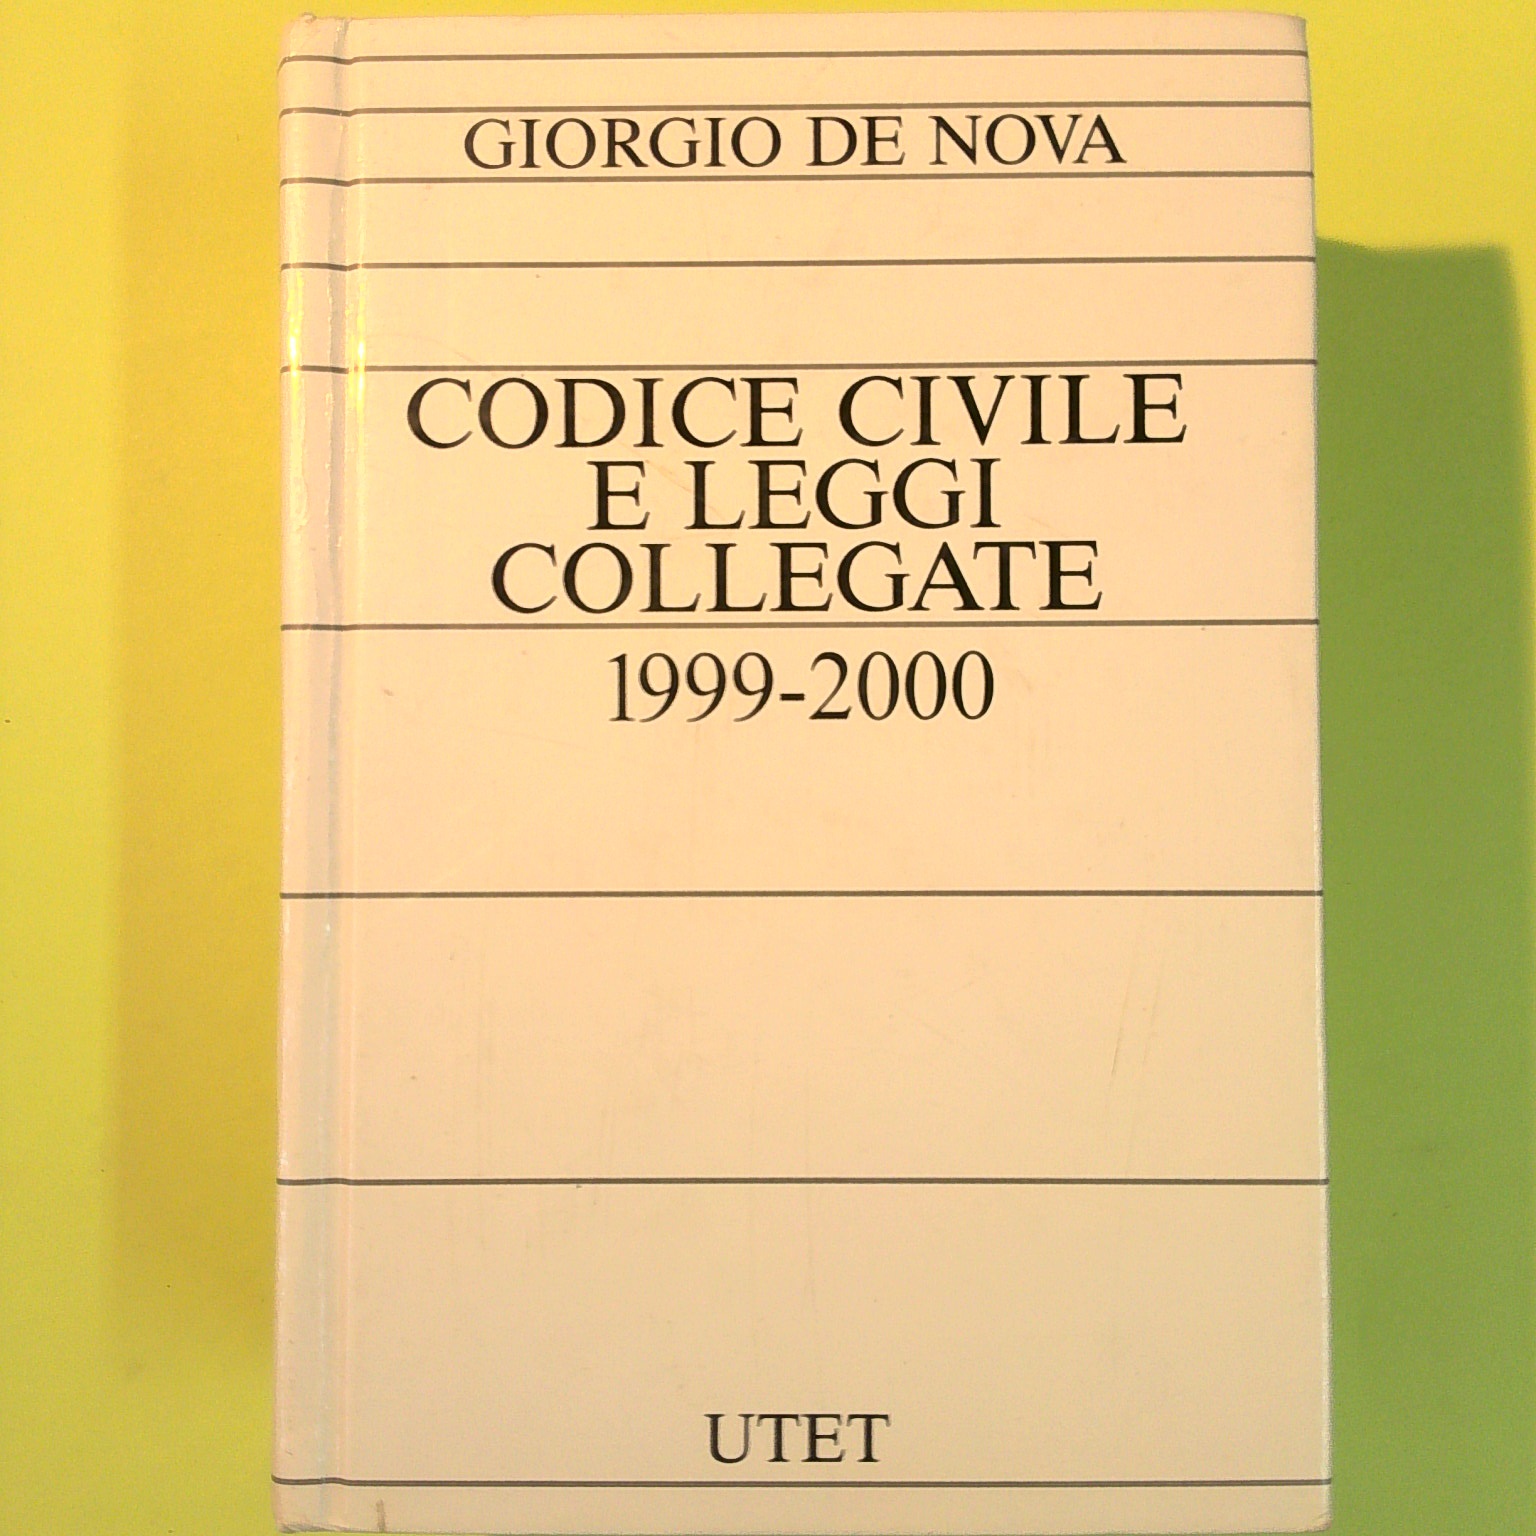 GIORGIO DE NOVA
CODICE CIVILE
E LEGGI
COLLEGATE
1999-2000
UTET